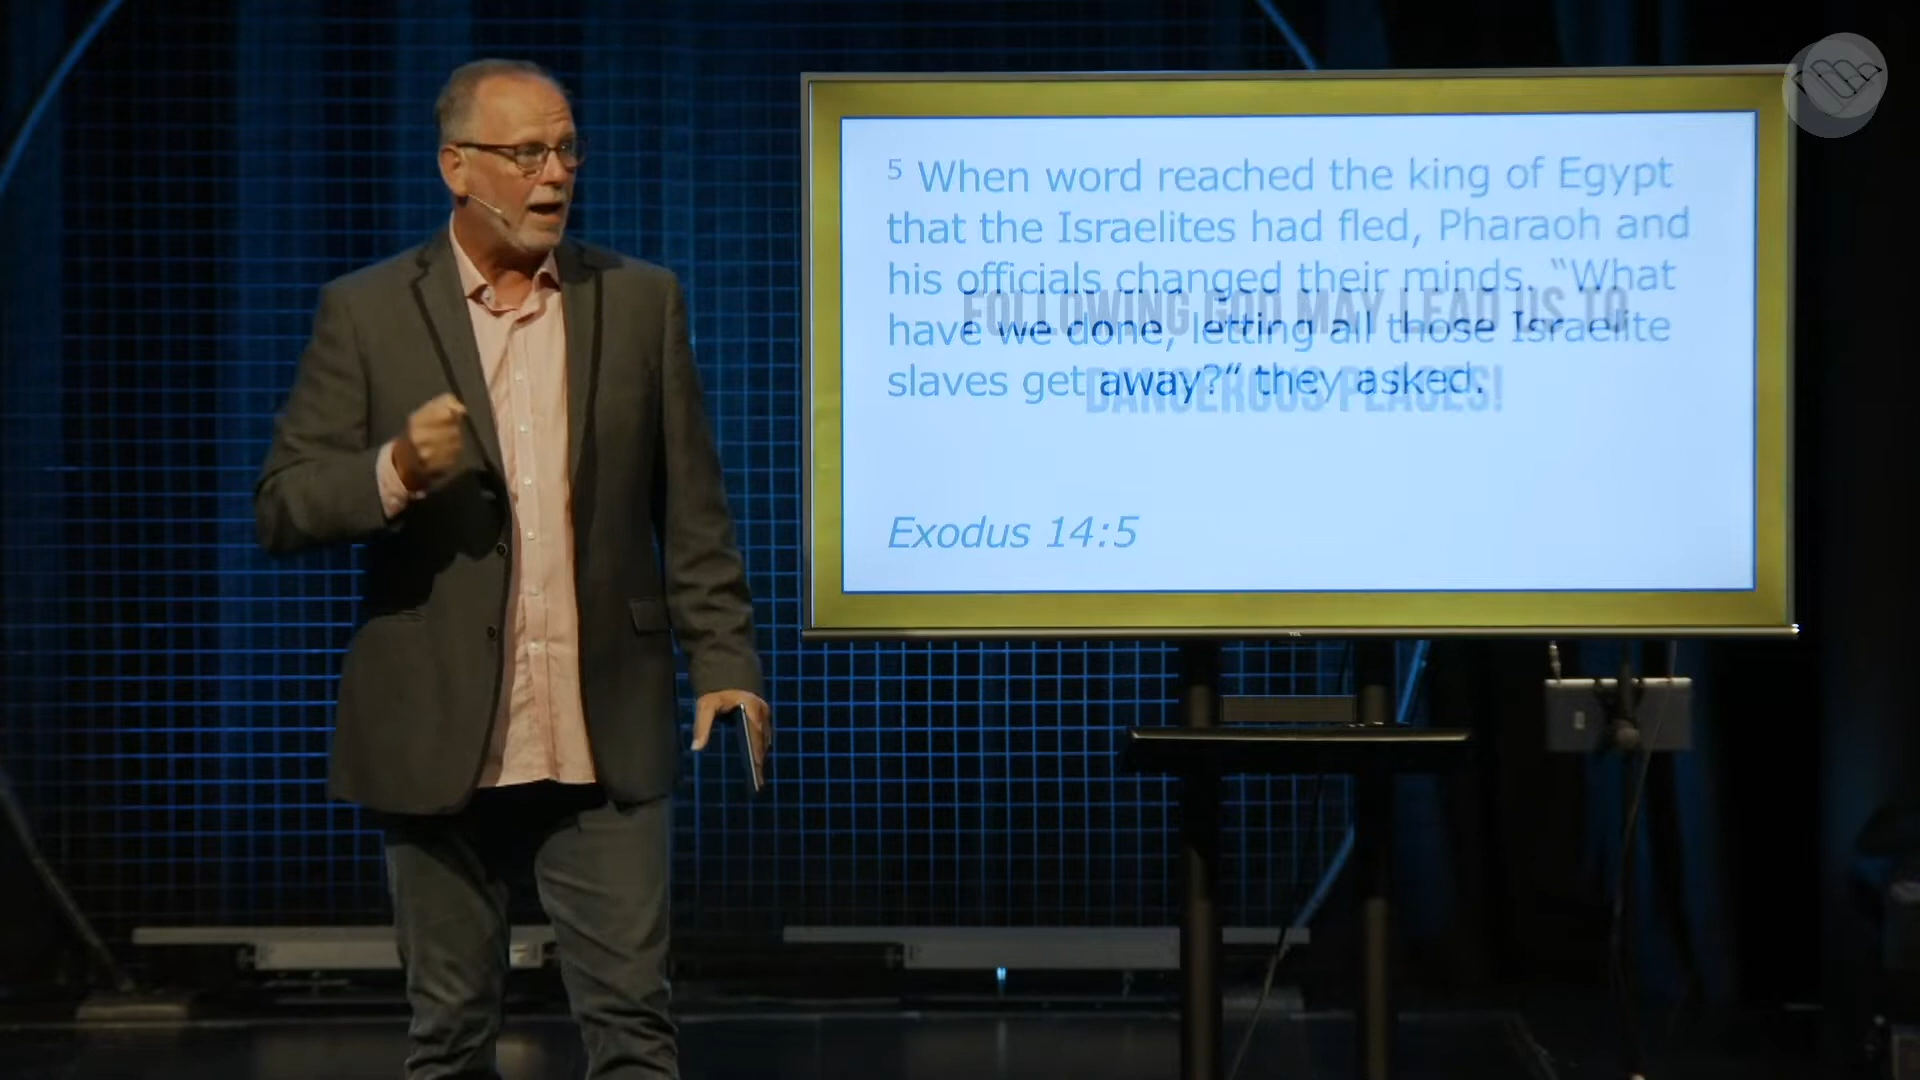 5 When word reached the king of Egypt
that the Israelites had fled, Pharaoh and
his officials changed their minds. “What
have we done, letting all those Israelite
slaves get away?“ they asked.
FOLLOWING GOD MAY LEAD US TO
DANGEROUS PLACES!
Exodus 14:5
TCL